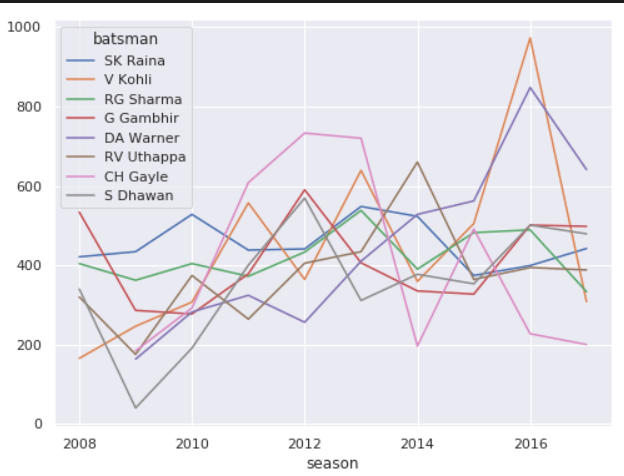 1000
800
600
400
200
0
batsman
SK Raina
V Kohli
RG Sharma
G Gambhir
DA Warner
RV Uthappa
CH Gayle
S Dhawan
2008 2010 2012 2014 2016
season